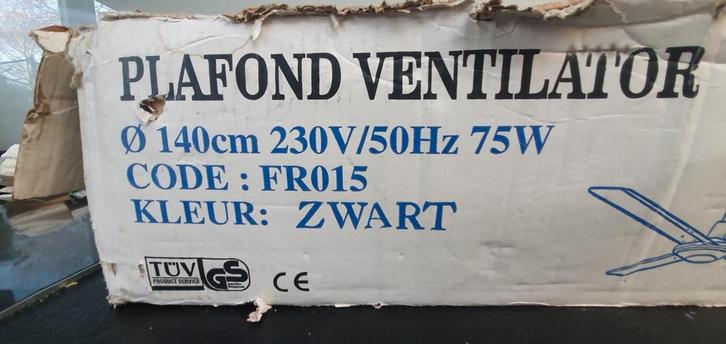 PLAFOND VENTILATOR
Ø 140cm 230V/50Hz 75W
CODE : FR015
KLEUR: ZWART
TÜV GS CE
PRODUCT SERVICE